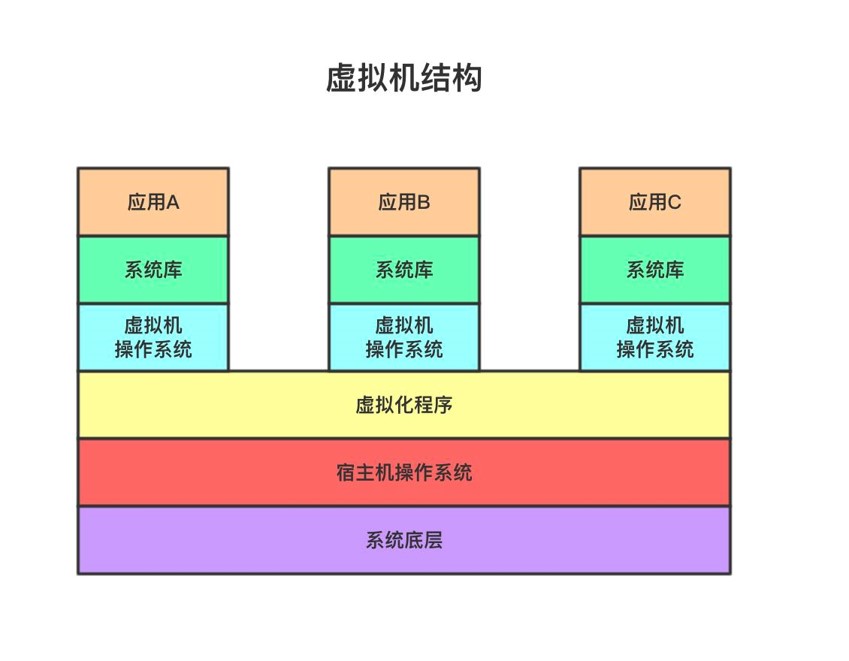 虚拟机结构
应用A
应用B
应用C
系统库
系统库
系统库
虚拟机
操作系统
虚拟机
操作系统
虚拟机
操作系统
虚拟化程序
宿主机操作系统
系统底层